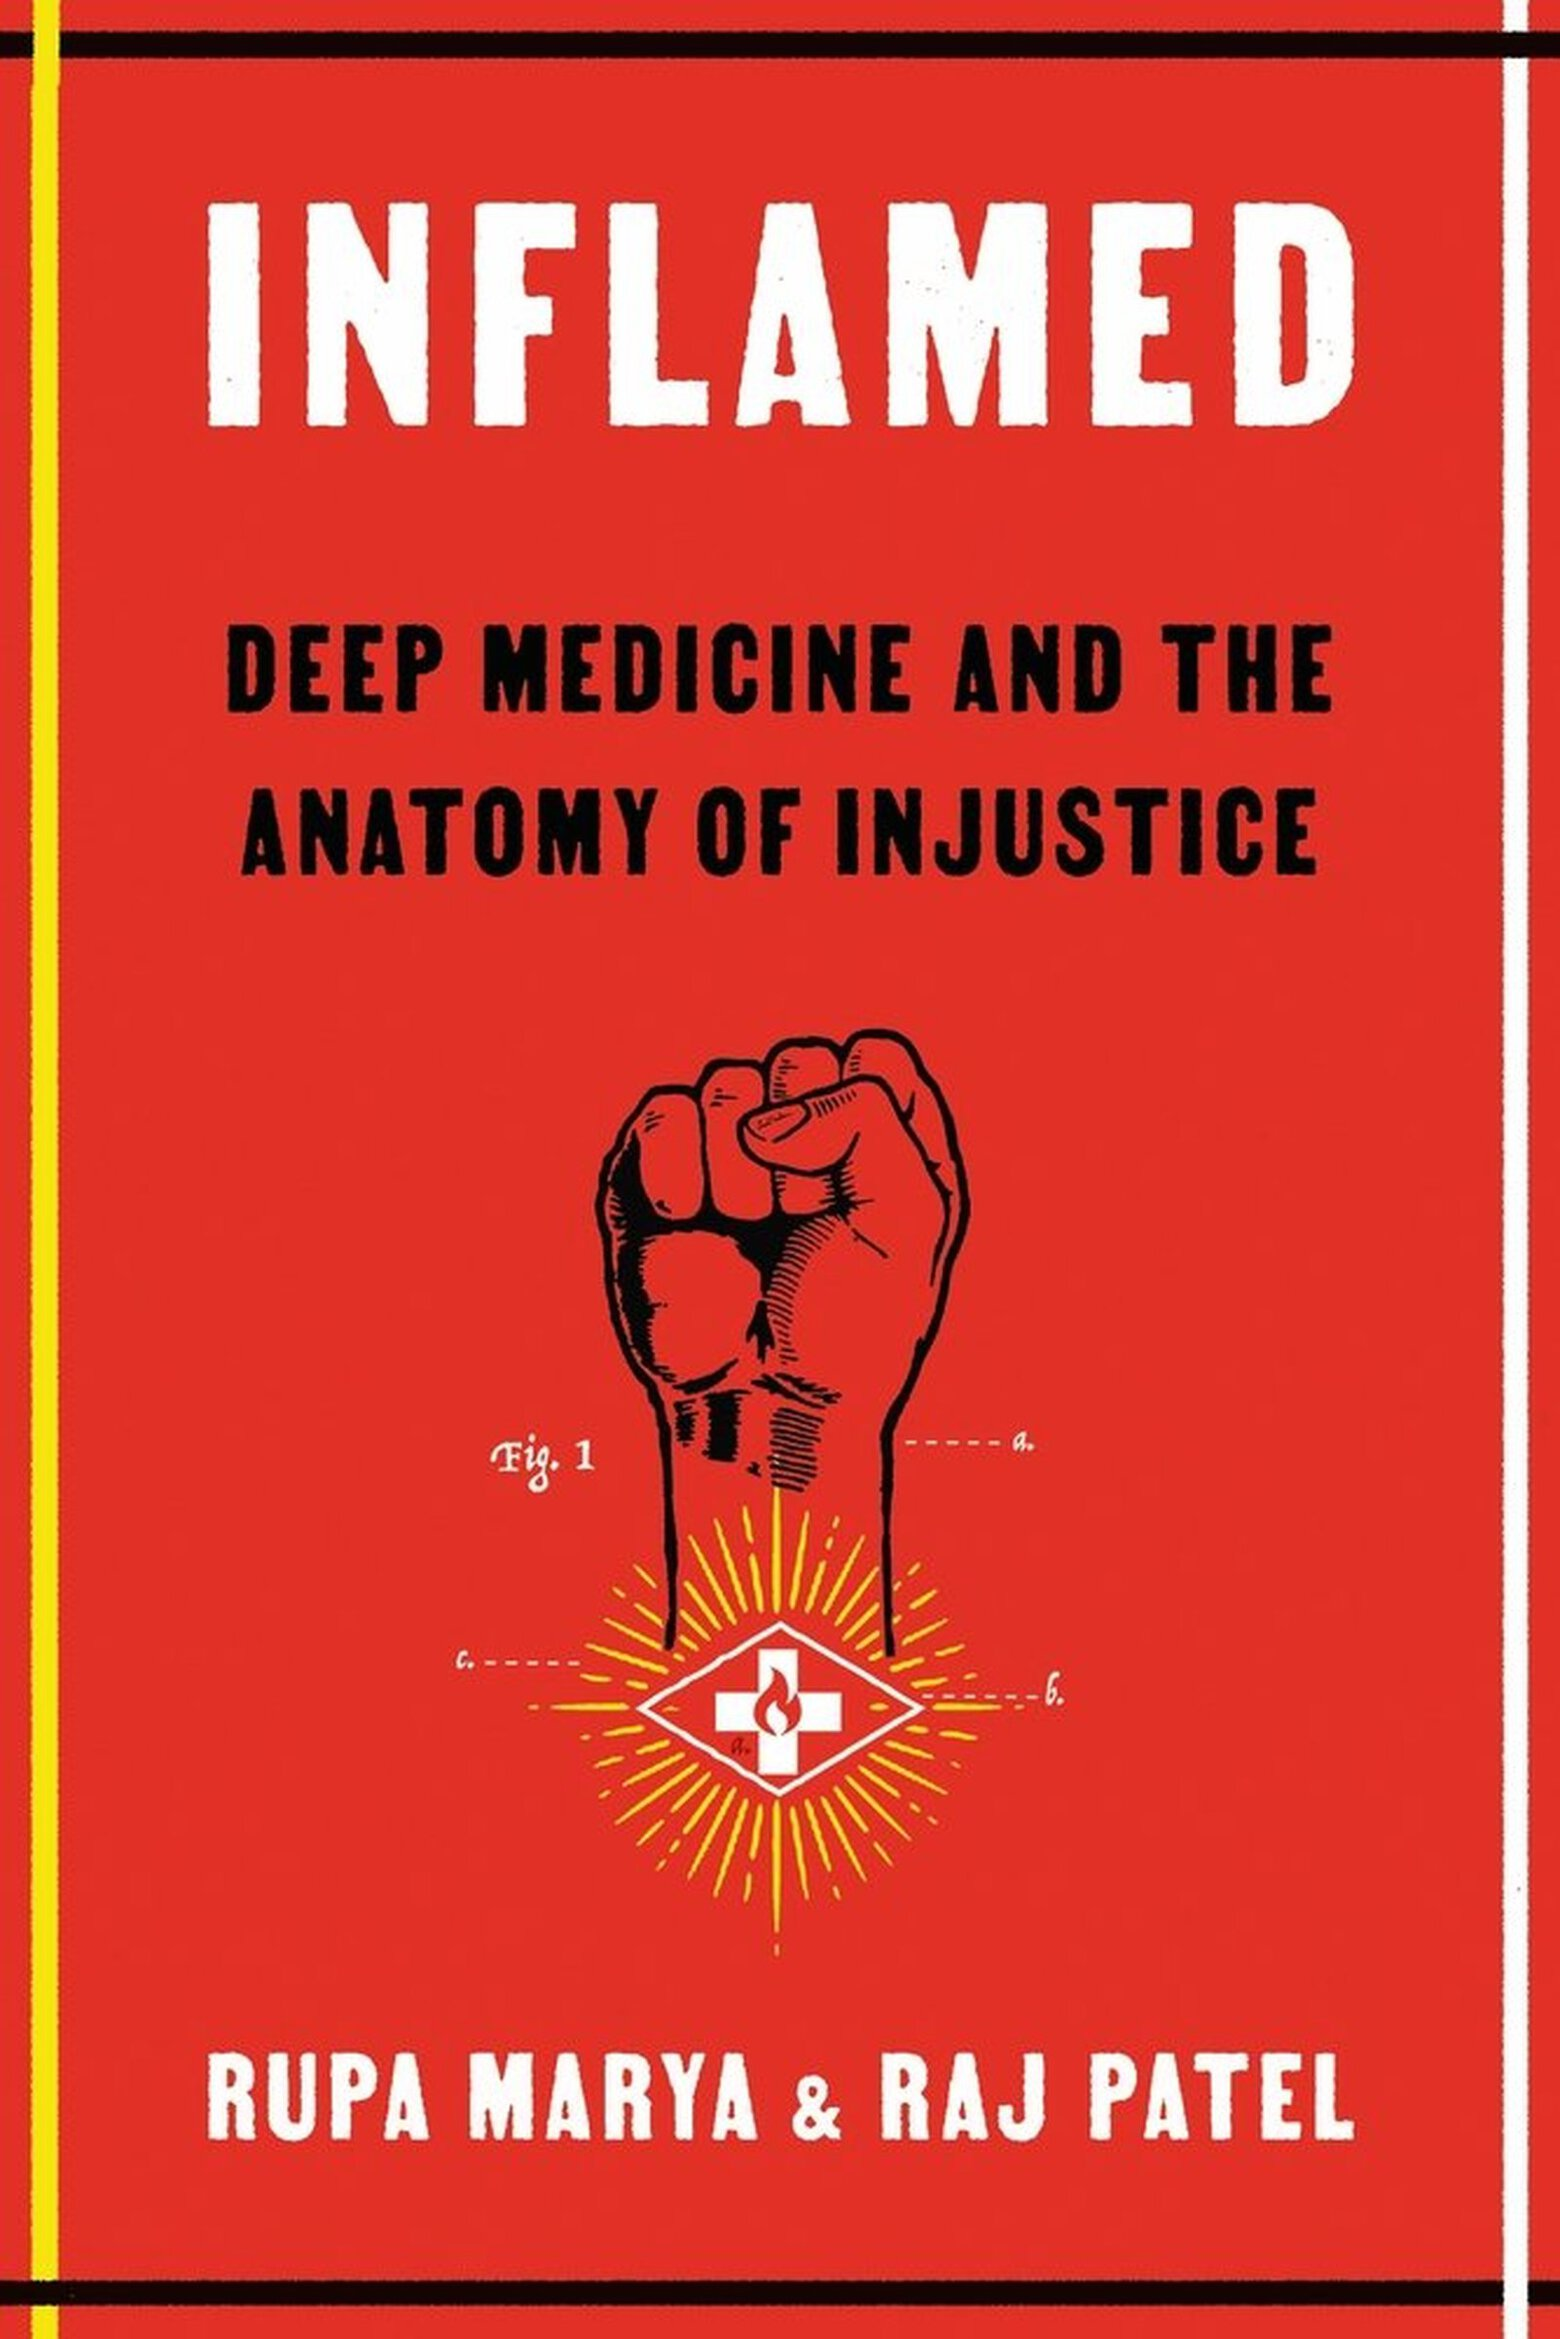 INFLAMED
DEEP MEDICINE AND THE
ANATOMY OF INJUSTICE
Fig. 1
a.
c.
b.
a.
RUPA MARYA & RAJ PATEL